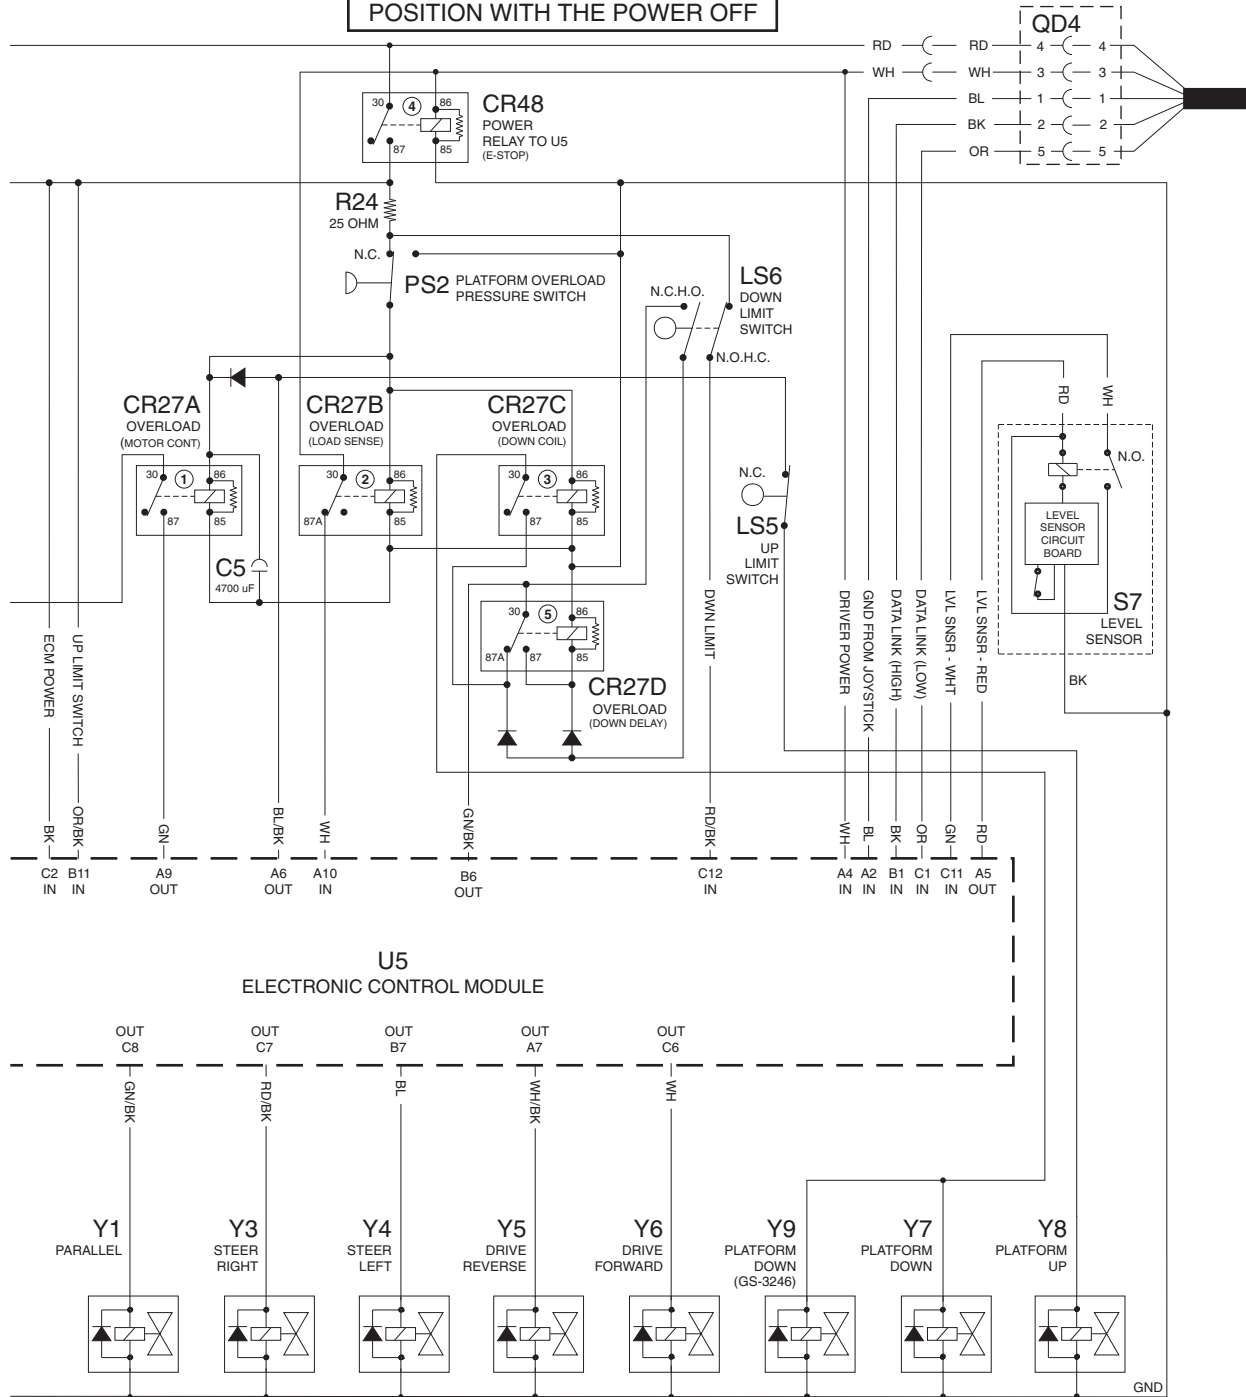 POSITION WITH THE POWER OFF
QD4
RD RD 4 4
WH WH 3 3
BL 1 1
BK 2 2
OR 5 5
30 4 86
87 85
CR48
POWER
RELAY TO U5
(E-STOP)
R24
25 OHM
N.C.
PS2 PLATFORM OVERLOAD
PRESSURE SWITCH
N.C.H.O.
N.O.H.C.
LS6
DOWN
LIMIT
SWITCH
CR27A
OVERLOAD
(MOTOR CONT)
30 1 86
87 85
CR27B
OVERLOAD
(LOAD SENSE)
30 2 86
87A 85
CR27C
OVERLOAD
(DOWN COIL)
30 3 86
87 85
C5
4700 uF
30 5 86
87A 87 85
CR27D
OVERLOAD
(DOWN DELAY)
N.C.
LS5
UP
LIMIT
SWITCH
RD
WH
N.O.
LEVEL
SENSOR
CIRCUIT
BOARD
S7
LEVEL
SENSOR
BK
ECM POWER
UP LIMIT SWITCH
DWN LIMIT
DRIVER POWER
GND FROM JOYSTICK
DATA LINK (HIGH)
DATA LINK (LOW)
LVL SNSR - WHT
LVL SNSR - RED
BK
OR/BK
GN
BL/BK
WH
GN/BK
RD/BK
WH
BL
BK
OR
GN
RD
C2 B11 A9 A6 A10 B6 C12 A4 A2 B1 C1 C11 A5
IN IN OUT OUT IN OUT IN IN IN IN IN IN OUT
U5
ELECTRONIC CONTROL MODULE
OUT OUT OUT OUT OUT
C8 C7 B7 A7 C6
GN/BK
RD/BK
BL
WH/BK
WH
Y1
PARALLEL
Y3
STEER
RIGHT
Y4
STEER
LEFT
Y5
DRIVE
REVERSE
Y6
DRIVE
FORWARD
Y9
PLATFORM
DOWN
(GS-3246)
Y7
PLATFORM
DOWN
Y8
PLATFORM
UP
GND